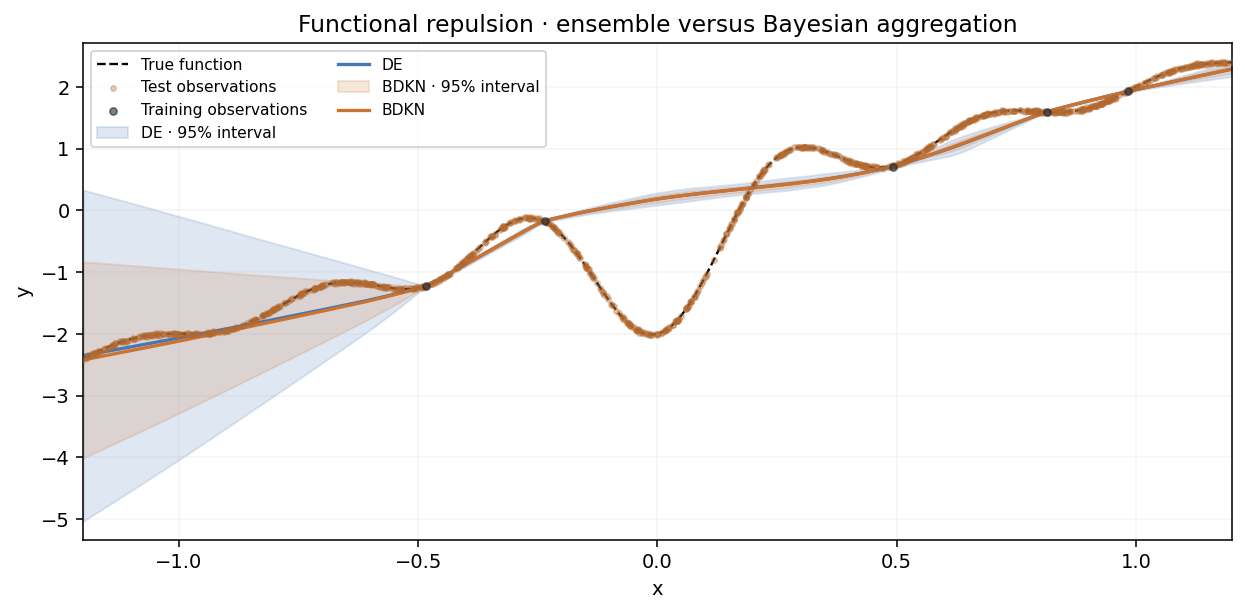 Functional repulsion · ensemble versus Bayesian aggregation
True function
Test observations
Training observations
DE · 95% interval
DE
BDKN · 95% interval
BDKN
y
2
1
0
−1
−2
−3
−4
−5
−1.0
−0.5
0.0
0.5
1.0
x